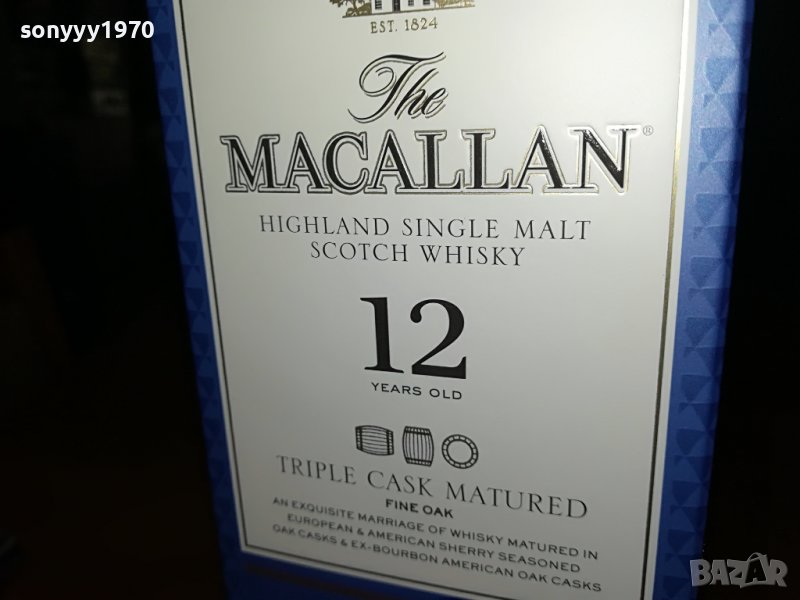 sonyyy1970
EST. 1824
The
MACALLAN®
HIGHLAND SINGLE MALT
SCOTCH WHISKY
12
YEARS OLD
TRIPLE CASK MATURED
FINE OAK
AN EXQUISITE MARRIAGE OF WHISKY MATURED IN
EUROPEAN & AMERICAN SHERRY SEASONED
OAK CASKS & EX-BOURBON AMERICAN OAK CASKS
BAZAR